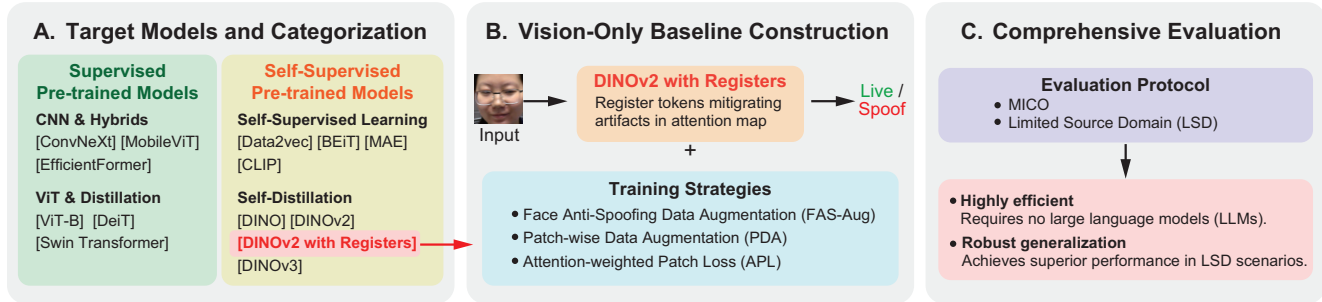 A. Target Models and Categorization
Supervised
Pre-trained Models
CNN & Hybrids
[ConvNeXt] [MobileViT]
[EfficientFormer]
ViT & Distillation
[ViT-B] [DeiT]
[Swin Transformer]
Self-Supervised
Pre-trained Models
Self-Supervised Learning
[Data2vec] [BEiT] [MAE]
[CLIP]
Self-Distillation
[DINO] [DINOv2]
[DINOv2 with Registers]
[DINOv3]
B. Vision-Only Baseline Construction
Input
DINOv2 with Registers
Register tokens mitigrating
artifacts in attention map
Live /
Spoof
+
Training Strategies
• Face Anti-Spoofing Data Augmentation (FAS-Aug)
• Patch-wise Data Augmentation (PDA)
• Attention-weighted Patch Loss (APL)
C. Comprehensive Evaluation
Evaluation Protocol
• MICO
• Limited Source Domain (LSD)
• Highly efficient
Requires no large language models (LLMs).
• Robust generalization
Achieves superior performance in LSD scenarios.